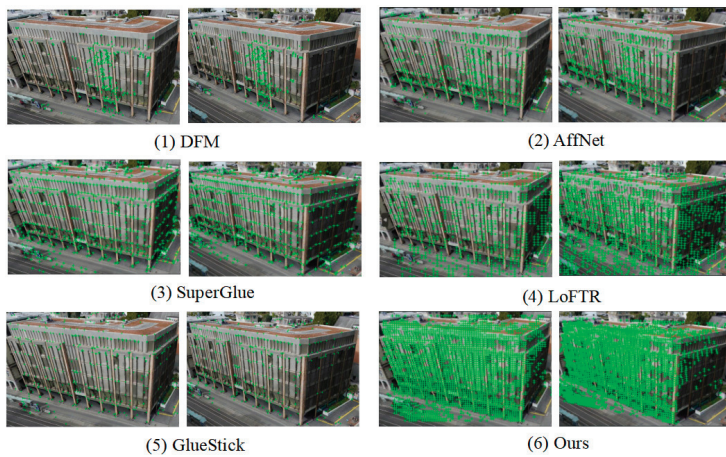 (1) DFM
(2) AffNet
(3) SuperGlue
(4) LoFTR
(5) GlueStick
(6) Ours